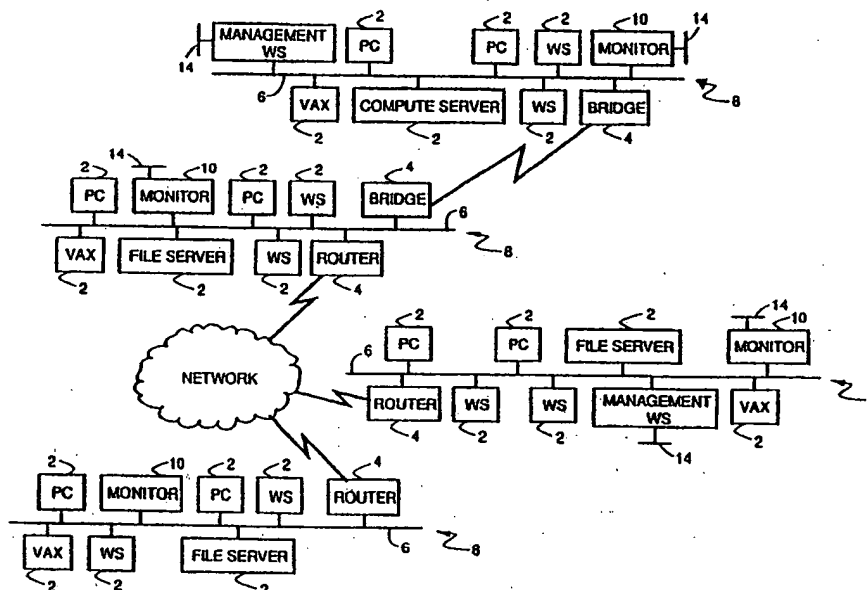 2 2 2 10 14
MANAGEMENT WS PC PC WS MONITOR
14
6 8
VAX COMPUTE SERVER WS BRIDGE
2 2 2 4
2 14 10 2 2 4
PC MONITOR PC WS BRIDGE
6
8
VAX FILE SERVER WS ROUTER
2 2 2 4
NETWORK
2 2 2 14 10
PC PC FILE SERVER MONITOR
6
ROUTER WS WS MANAGEMENT WS VAX
4 2 2 2
14
2 10 2 2 4
PC MONITOR PC WS ROUTER
6 8
VAX WS FILE SERVER
2 2 2